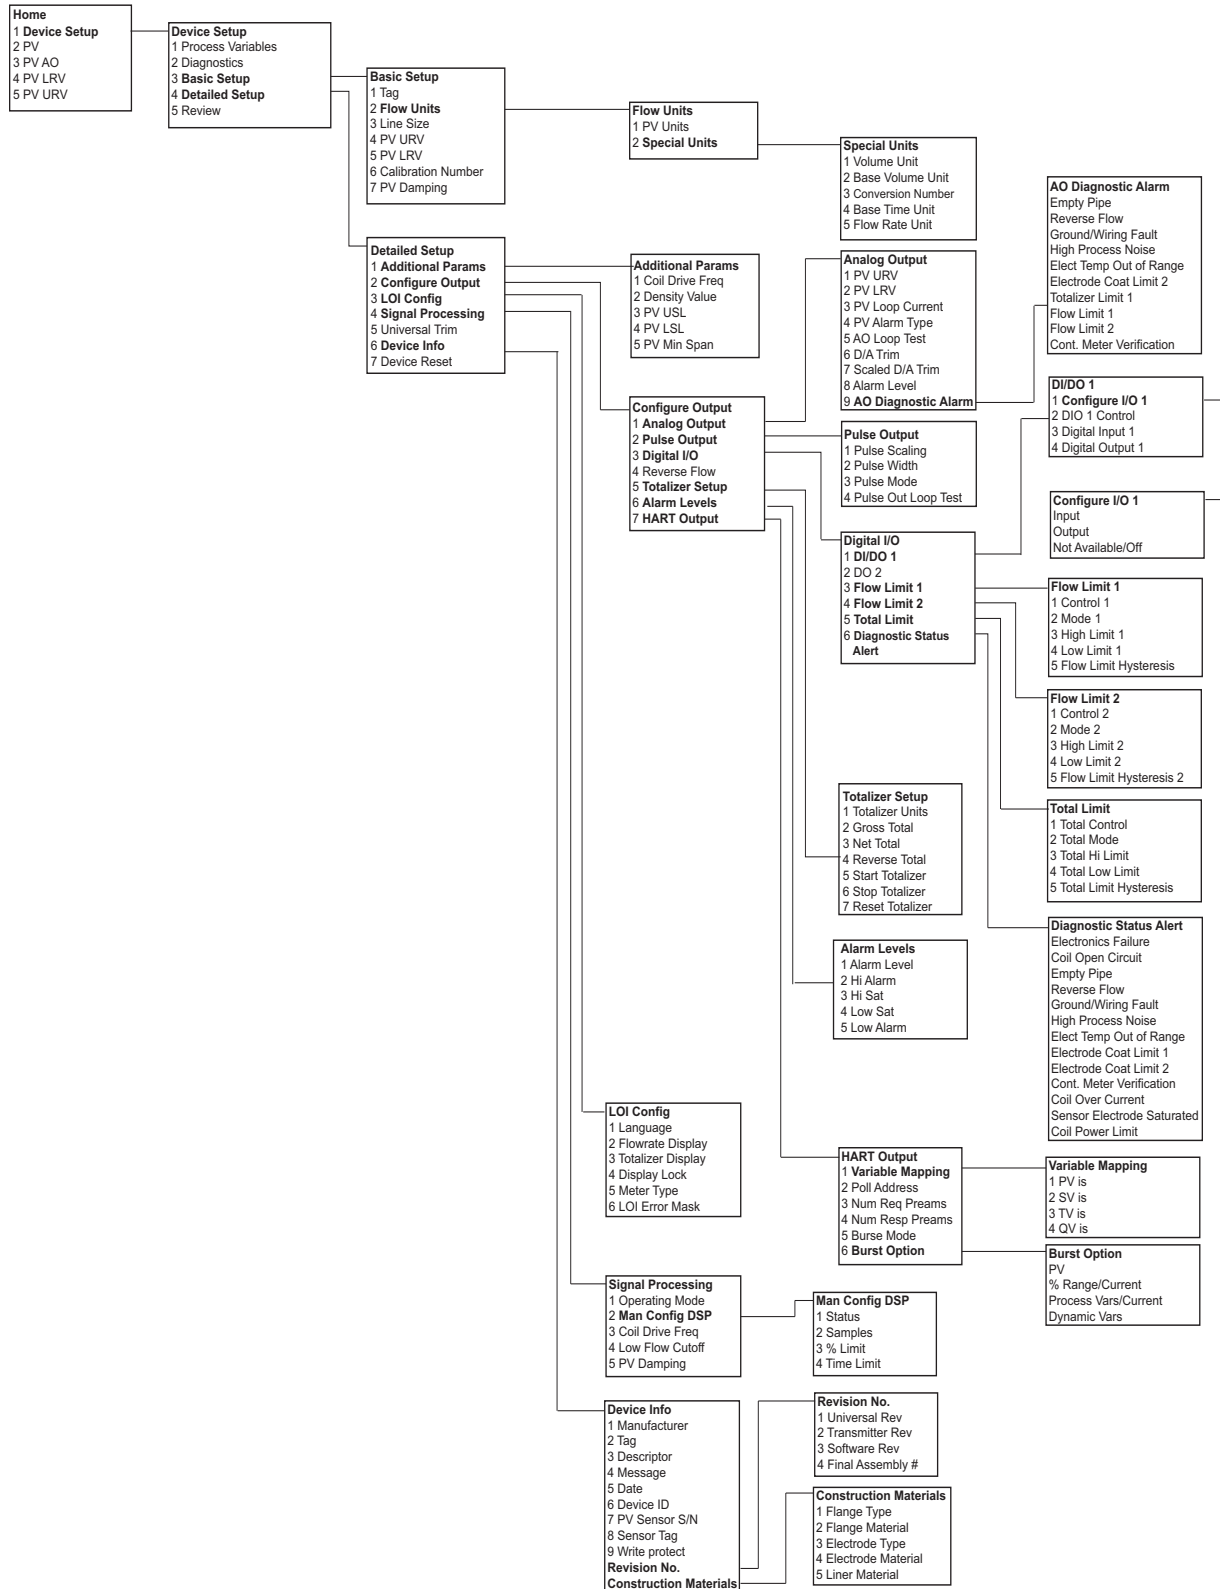 Home
1 Device Setup
2 PV
3 PV AO
4 PV LRV
5 PV URV
Device Setup
1 Process Variables
2 Diagnostics
3 Basic Setup
4 Detailed Setup
5 Review
Basic Setup
1 Tag
2 Flow Units
3 Line Size
4 PV URV
5 PV LRV
6 Calibration Number
7 PV Damping
Flow Units
1 PV Units
2 Special Units
Special Units
1 Volume Unit
2 Base Volume Unit
3 Conversion Number
4 Base Time Unit
5 Flow Rate Unit
Detailed Setup
1 Additional Params
2 Configure Output
3 LOI Config
4 Signal Processing
5 Universal Trim
6 Device Info
7 Device Reset
Additional Params
1 Coil Drive Freq
2 Density Value
3 PV USL
4 PV LSL
5 PV Min Span
Configure Output
1 Analog Output
2 Pulse Output
3 Digital I/O
4 Reverse Flow
5 Totalizer Setup
6 Alarm Levels
7 HART Output
Analog Output
1 PV URV
2 PV LRV
3 PV Loop Current
4 PV Alarm Type
5 AO Loop Test
6 D/A Trim
7 Scaled D/A Trim
8 Alarm Level
9 AO Diagnostic Alarm
AO Diagnostic Alarm
Empty Pipe
Reverse Flow
Ground/Wiring Fault
High Process Noise
Elect Temp Out of Range
Electrode Coat Limit 2
Totalizer Limit 1
Flow Limit 1
Flow Limit 2
Cont. Meter Verification
Pulse Output
1 Pulse Scaling
2 Pulse Width
3 Pulse Mode
4 Pulse Out Loop Test
Digital I/O
1 DI/DO 1
2 DO 2
3 Flow Limit 1
4 Flow Limit 2
5 Total Limit
6 Diagnostic Status
Alert
DI/DO 1
1 Configure I/O 1
2 DIO 1 Control
3 Digital Input 1
4 Digital Output 1
Configure I/O 1
Input
Output
Not Available/Off
Flow Limit 1
1 Control 1
2 Mode 1
3 High Limit 1
4 Low Limit 1
5 Flow Limit Hysteresis
Flow Limit 2
1 Control 2
2 Mode 2
3 High Limit 2
4 Low Limit 2
5 Flow Limit Hysteresis 2
Total Limit
1 Total Control
2 Total Mode
3 Total Hi Limit
4 Total Low Limit
5 Total Limit Hysteresis
Diagnostic Status Alert
Electronics Failure
Coil Open Circuit
Empty Pipe
Reverse Flow
Ground/Wiring Fault
High Process Noise
Elect Temp Out of Range
Electrode Coat Limit 1
Electrode Coat Limit 2
Cont. Meter Verification
Coil Over Current
Sensor Electrode Saturated
Coil Power Limit
Totalizer Setup
1 Totalizer Units
2 Gross Total
3 Net Total
4 Reverse Total
5 Start Totalizer
6 Stop Totalizer
7 Reset Totalizer
Alarm Levels
1 Alarm Level
2 Hi Alarm
3 Hi Sat
4 Low Sat
5 Low Alarm
HART Output
1 Variable Mapping
2 Poll Address
3 Num Req Preams
4 Num Resp Preams
5 Burse Mode
6 Burst Option
Variable Mapping
1 PV is
2 SV is
3 TV is
4 QV is
Burst Option
PV
% Range/Current
Process Vars/Current
Dynamic Vars
LOI Config
1 Language
2 Flowrate Display
3 Totalizer Display
4 Display Lock
5 Meter Type
6 LOI Error Mask
Signal Processing
1 Operating Mode
2 Man Config DSP
3 Coil Drive Freq
4 Low Flow Cutoff
5 PV Damping
Man Config DSP
1 Status
2 Samples
3 % Limit
4 Time Limit
Device Info
1 Manufacturer
2 Tag
3 Descriptor
4 Message
5 Date
6 Device ID
7 PV Sensor S/N
8 Sensor Tag
9 Write protect
Revision No.
Construction Materials
Revision No.
1 Universal Rev
2 Transmitter Rev
3 Software Rev
4 Final Assembly #
Construction Materials
1 Flange Type
2 Flange Material
3 Electrode Type
4 Electrode Material
5 Liner Material